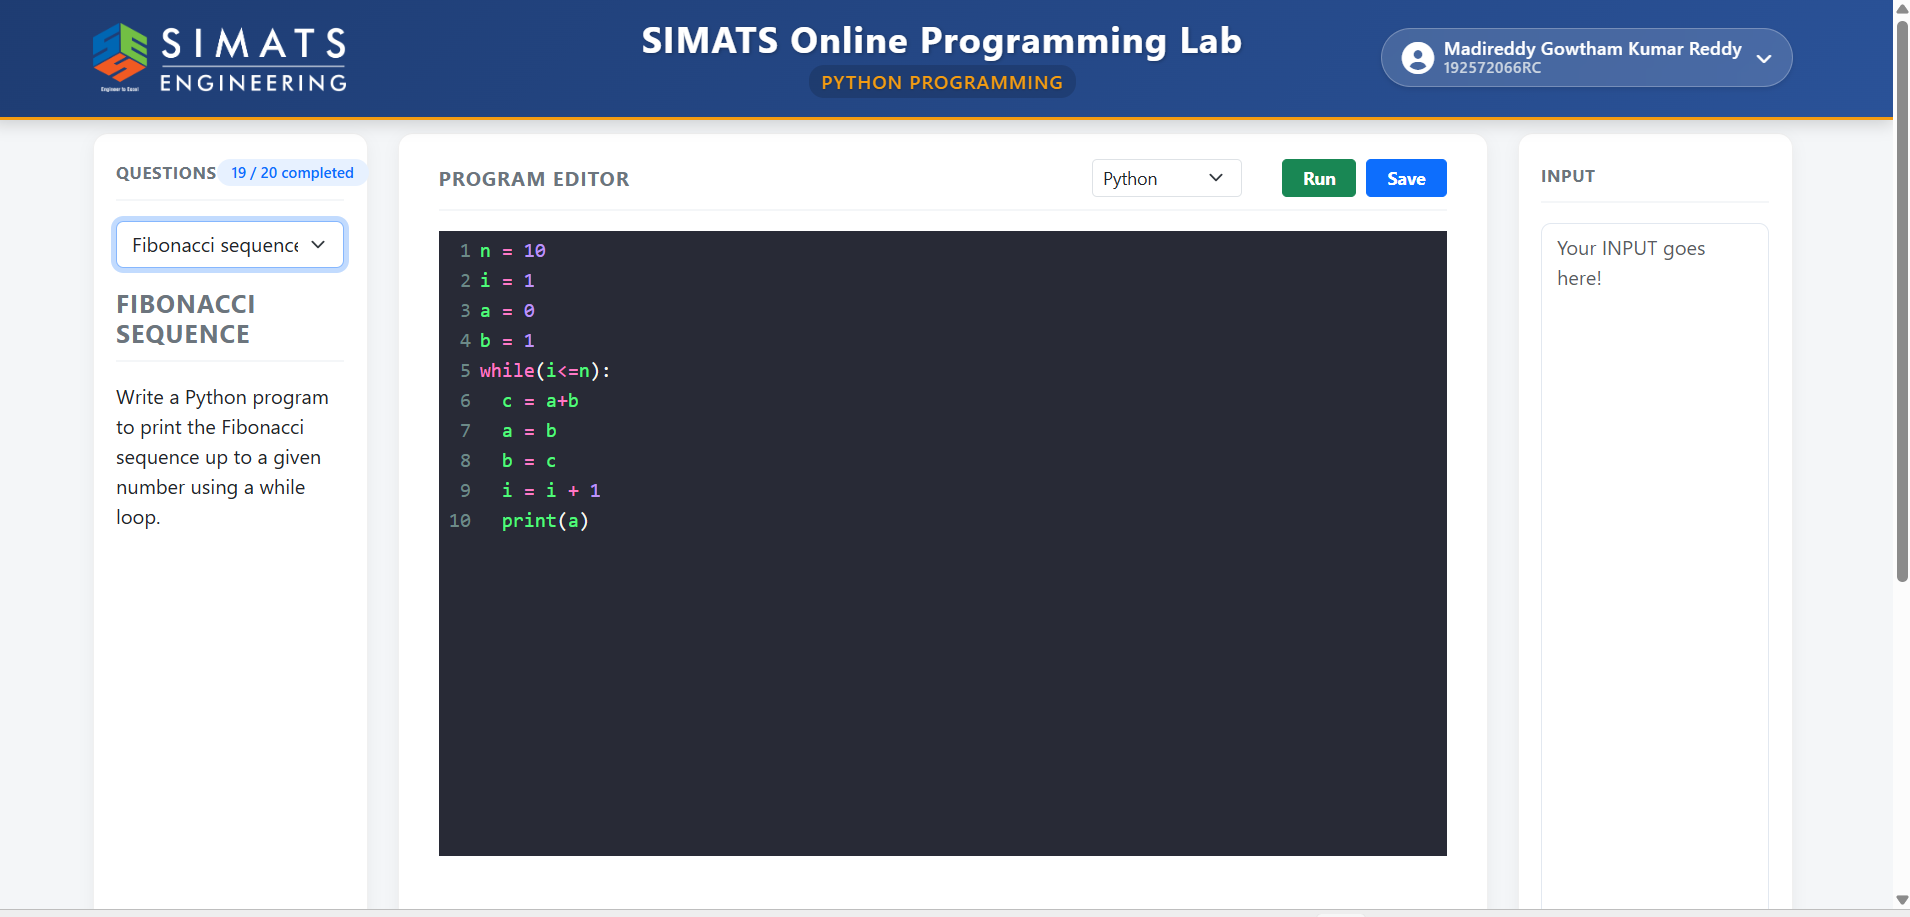 SIMATS
ENGINEERING
Engineer to Excel
SIMATS Online Programming Lab
PYTHON PROGRAMMING
Madireddy Gowtham Kumar Reddy
192572066RC
QUESTIONS 19 / 20 completed
Fibonacci sequence
FIBONACCI
SEQUENCE
Write a Python program
to print the Fibonacci
sequence up to a given
number using a while
loop.
PROGRAM EDITOR
Python
Run
Save
1 n = 10
2 i = 1
3 a = 0
4 b = 1
5 while(i<=n):
6   c = a+b
7   a = b
8   b = c
9   i = i + 1
10   print(a)
INPUT
Your INPUT goes
here!